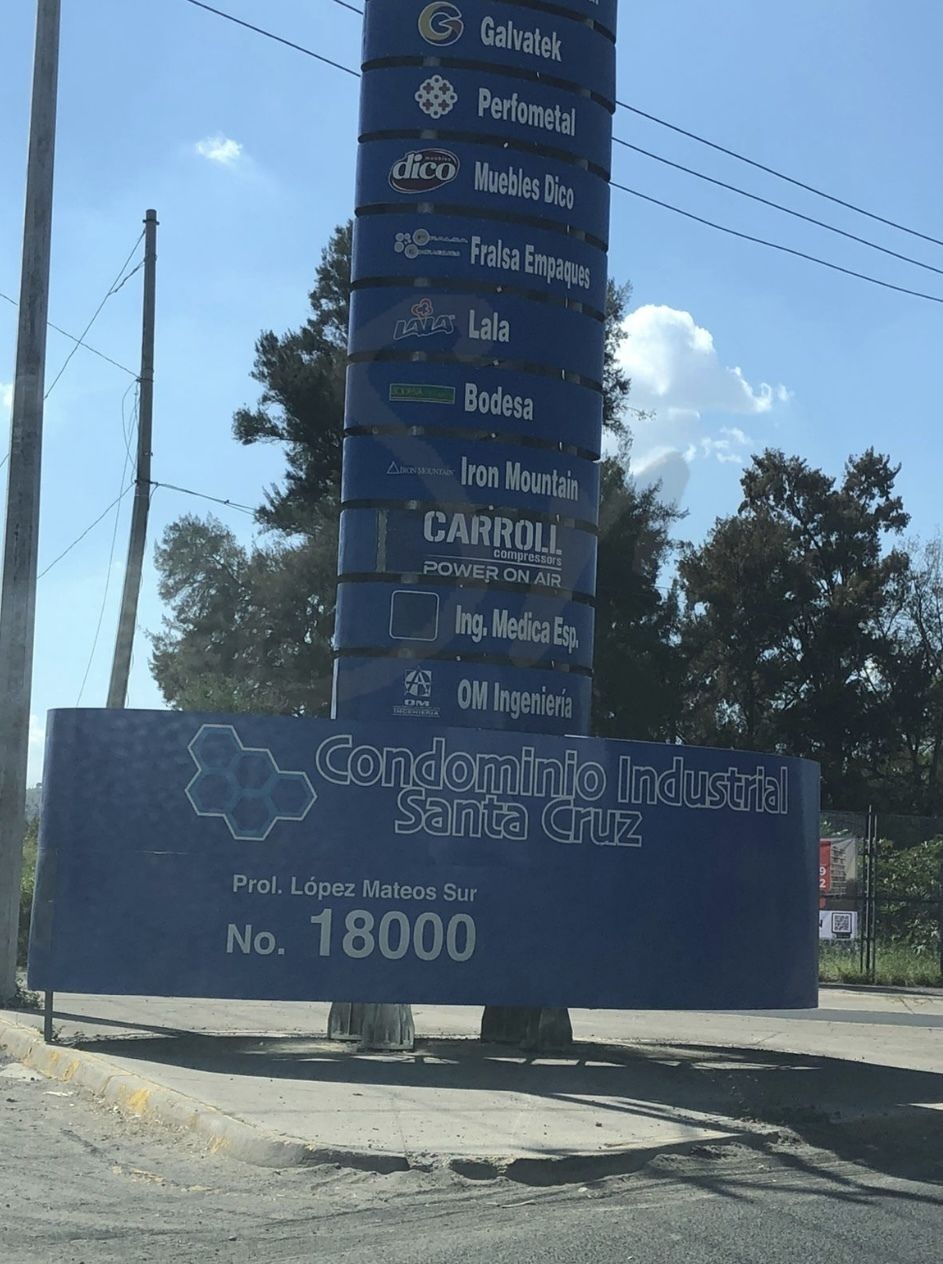 Galvatek
Perfometal
muebles
dico
Muebles Dico
Fralsa Empaques
LALA
Lala
Bodesa
IRON MOUNTAIN
Iron Mountain
CARROLL
compressors
POWER ON AIR
Ing. Medica Esp.
OM
INGENIERÍA
OM Ingeniería
Condominio Industrial
Santa Cruz
Prol. López Mateos Sur
No. 18000